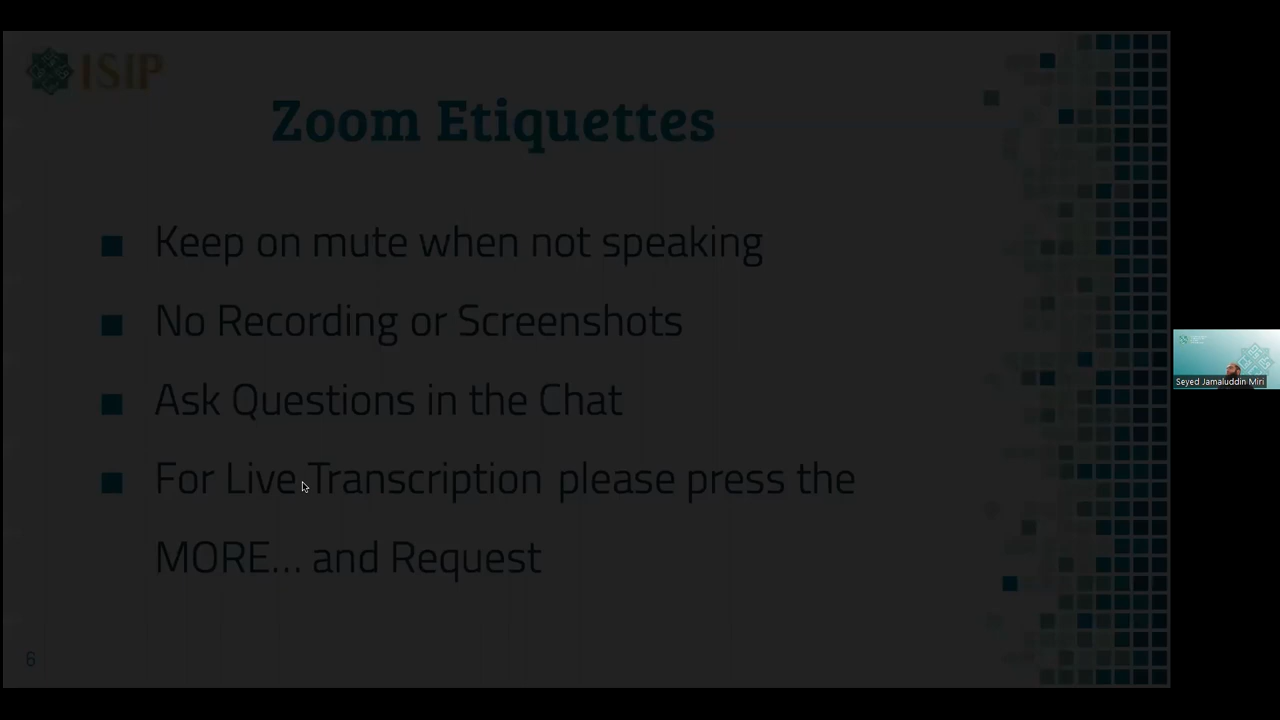 ISIP
Zoom Etiquettes
Keep on mute when not speaking
No Recording or Screenshots
Ask Questions in the Chat
For Live Transcription please press the
MORE... and Request
6
Seyed Jamaluddin Miri